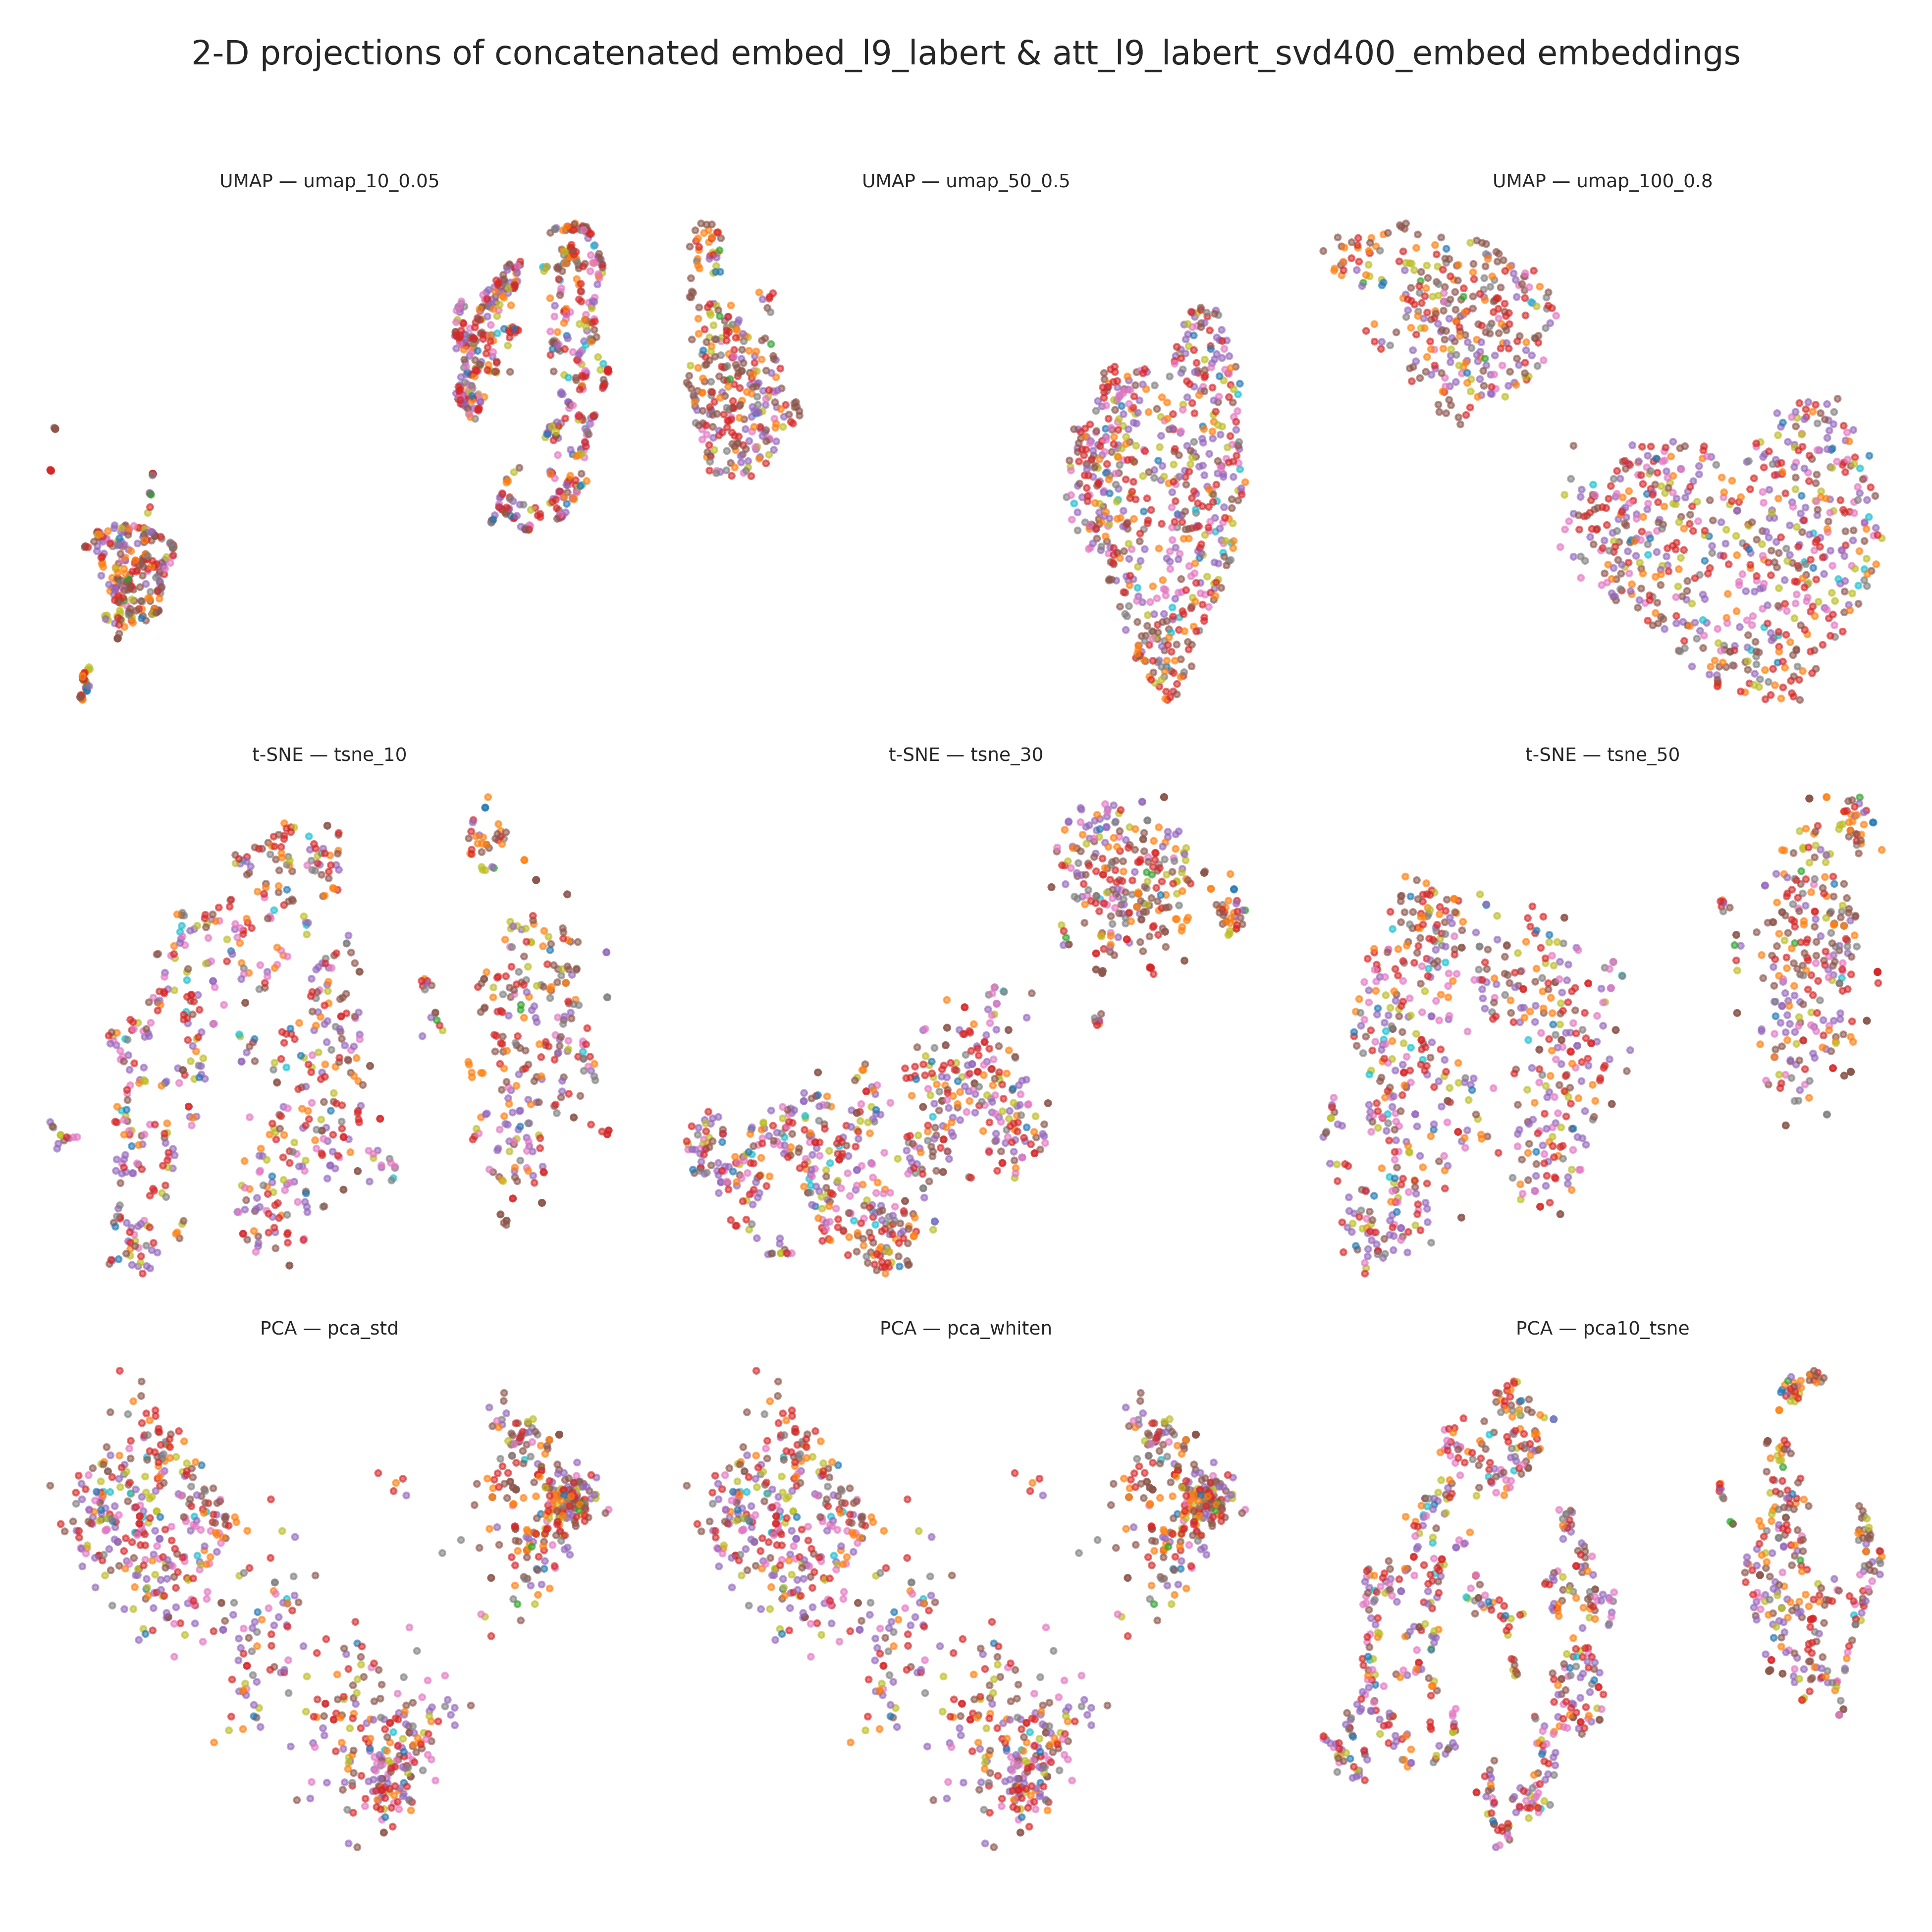 2-D projections of concatenated embed_l9_labert & att_l9_labert_svd400_embed embeddings
UMAP — umap_10_0.05
UMAP — umap_50_0.5
UMAP — umap_100_0.8
t-SNE — tsne_10
t-SNE — tsne_30
t-SNE — tsne_50
PCA — pca_std
PCA — pca_whiten
PCA — pca10_tsne